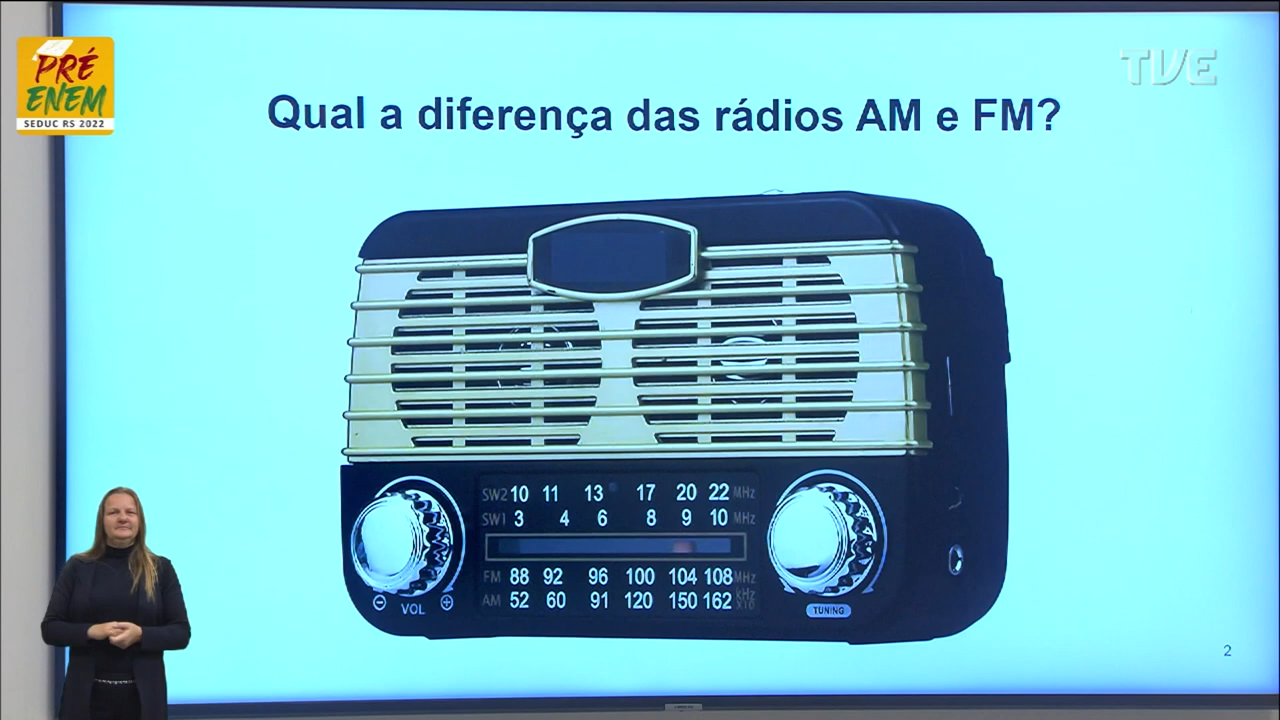 PRÉ
ENEM
SEDUC RS 2022
TVE
Qual a diferença das rádios AM e FM?
SW2 10 11 13 17 20 22 MHz
SW1 3 4 6 8 9 10 MHz
FM 88 92 96 100 104 108 MHz
AM 52 60 91 120 150 162 kHz x10
VOL
TUNING
2